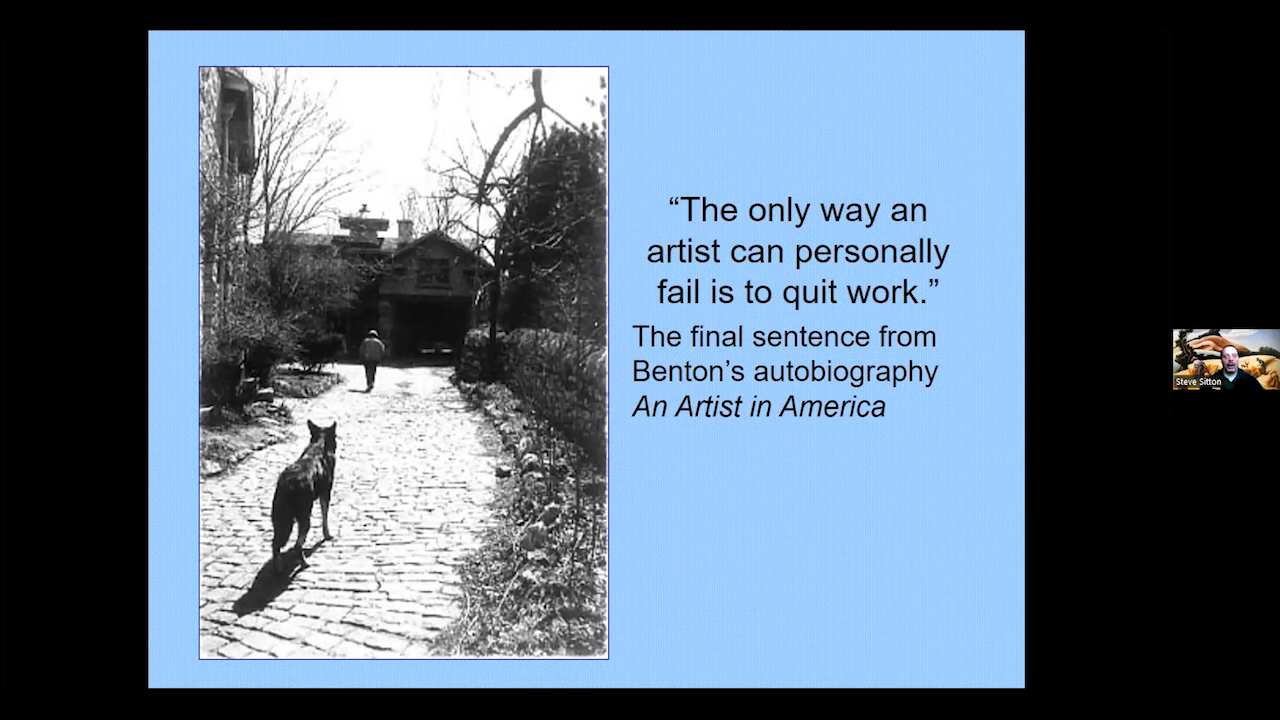 “The only way an
artist can personally
fail is to quit work.”
The final sentence from
Benton’s autobiography
An Artist in America
Steve Sitton